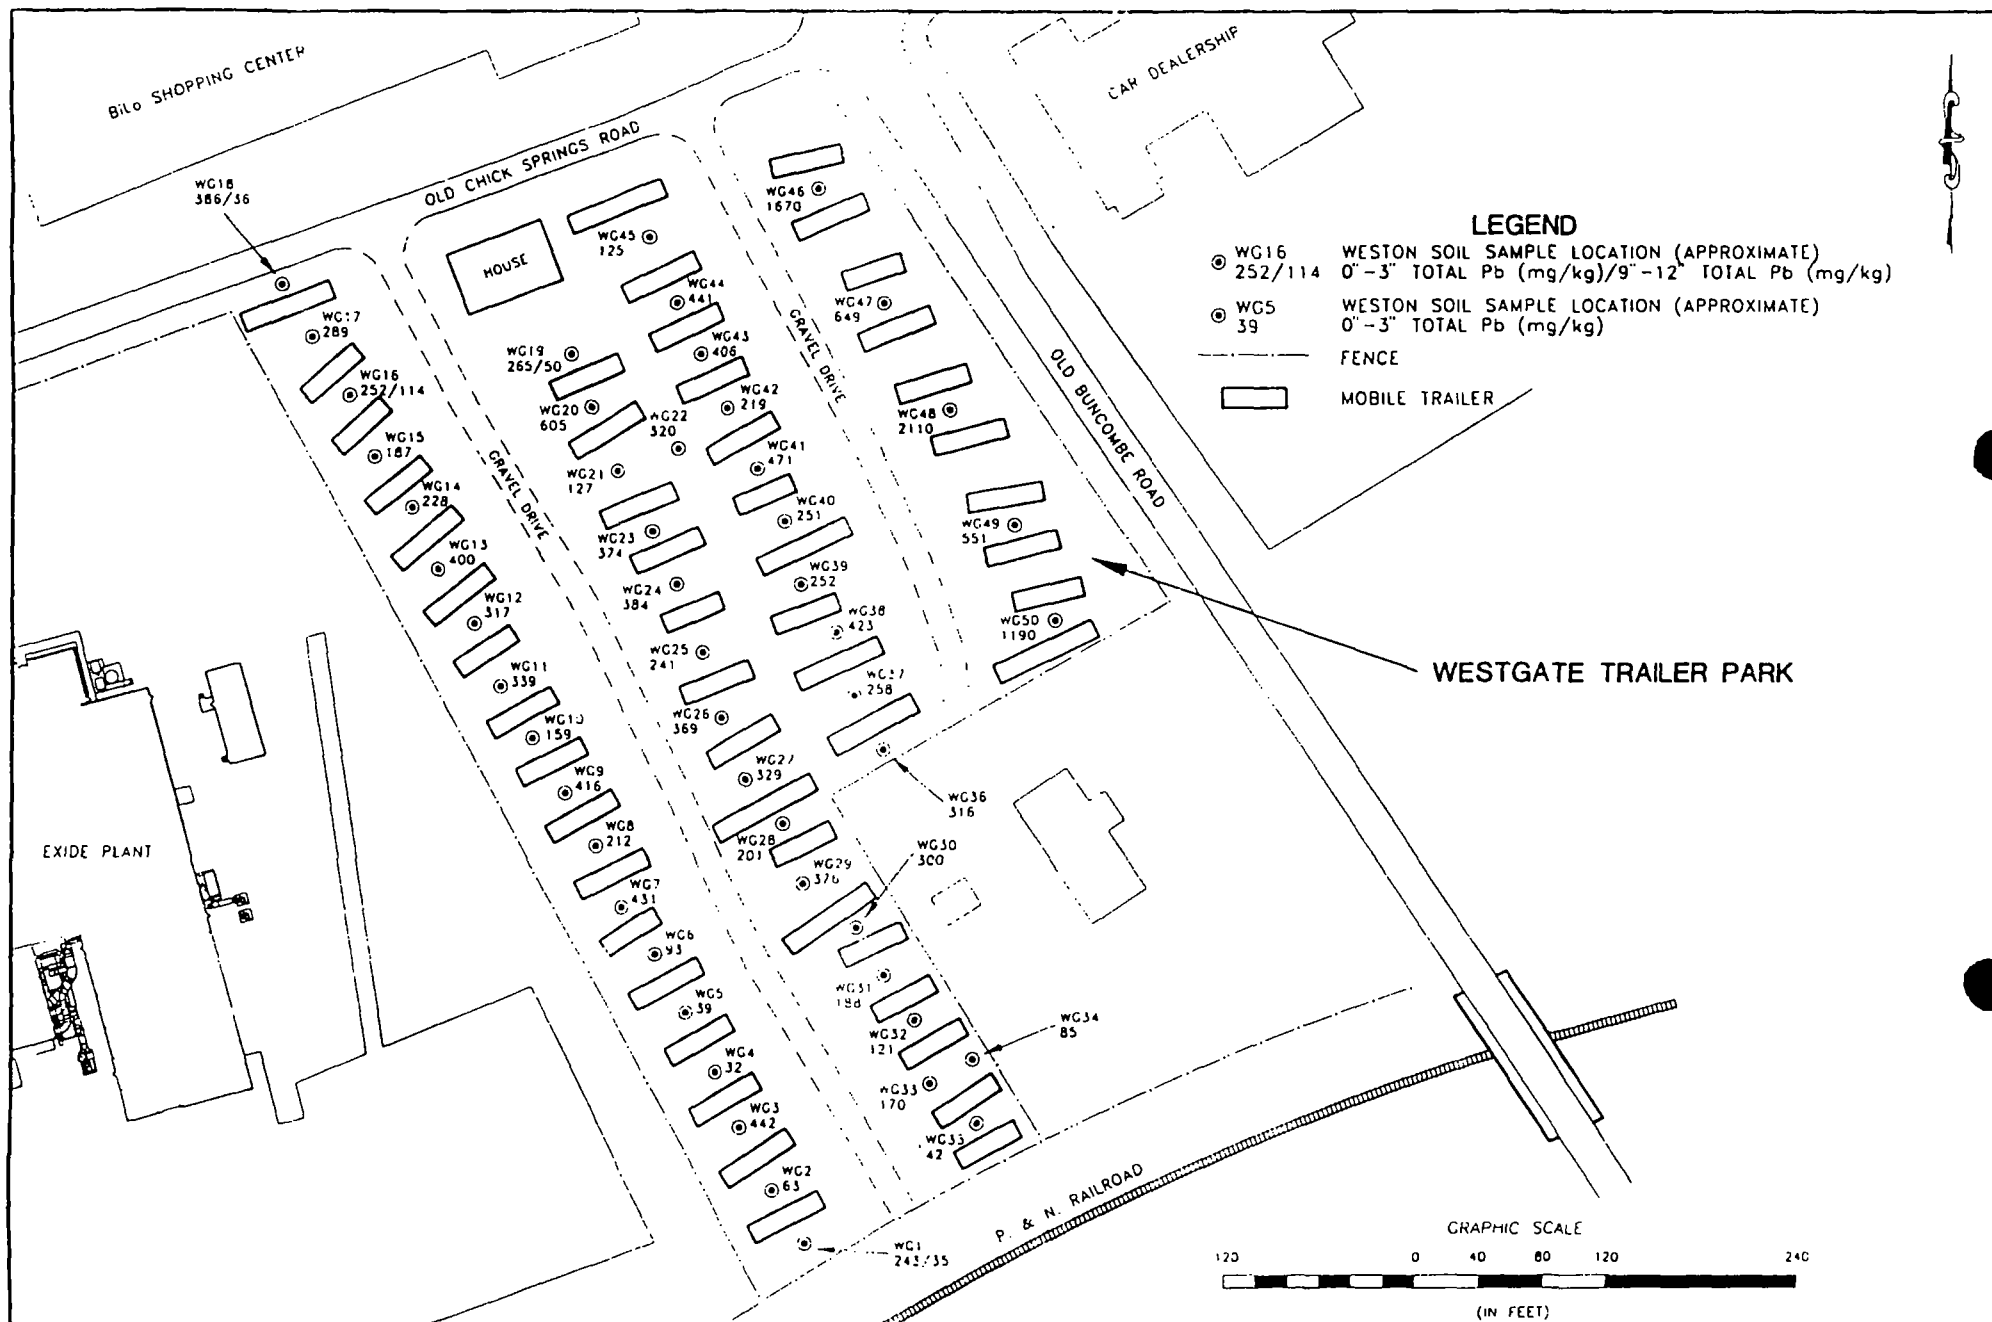 BiLo SHOPPING CENTER
CAR DEALERSHIP
OLD CHICK SPRINGS ROAD
WG18
386/36
HOUSE
WG45
125
WG46
1670
LEGEND
WG16 WESTON SOIL SAMPLE LOCATION (APPROXIMATE)
252/114 0"-3" TOTAL Pb (mg/kg)/9"-12" TOTAL Pb (mg/kg)
WG5 WESTON SOIL SAMPLE LOCATION (APPROXIMATE)
39 0"-3" TOTAL Pb (mg/kg)
FENCE
MOBILE TRAILER
WG17
289
WG16
252/114
WG15
187
WG14
228
WG13
400
WG12
317
WG11
339
WG10
159
WG9
416
WG8
212
WG7
431
WG6
93
WG5
39
WG4
32
WG3
442
WG2
63
WG1
243/35
GRAVEL DRIVE
WG19
265/50
WG20
605
WG21
127
WG22
320
WG23
374
WG24
384
WG25
241
WG26
369
WG27
329
WG28
201
WG29
WG30
300
WG31
188
WG32
121
WG33
170
WG34
85
42
WG44
441
WG43
406
WG42
219
WG41
471
WG40
251
WG39
252
WG38
423
WG37
258
WG36
316
GRAVEL DRIVE
WG47
649
WG48
2110
WG49
551
WG50
1190
OLD BUNCOMBE ROAD
WESTGATE TRAILER PARK
EXIDE PLANT
P. & N. RAILROAD
GRAPHIC SCALE
120 0 40 80 120 240
(IN FEET)